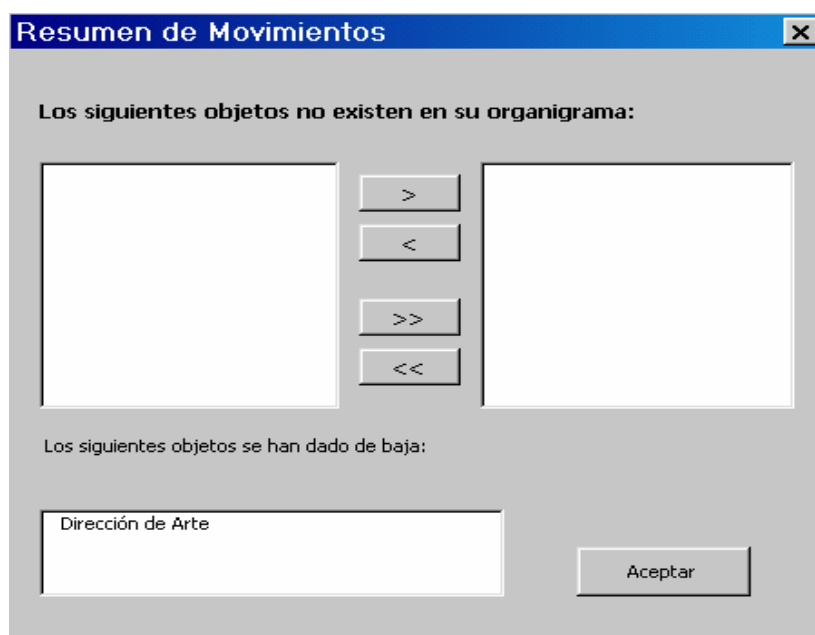 Resumen de Movimientos
Los siguientes objetos no existen en su organigrama:
>
<
>>
<<
Los siguientes objetos se han dado de baja:
Dirección de Arte
Aceptar